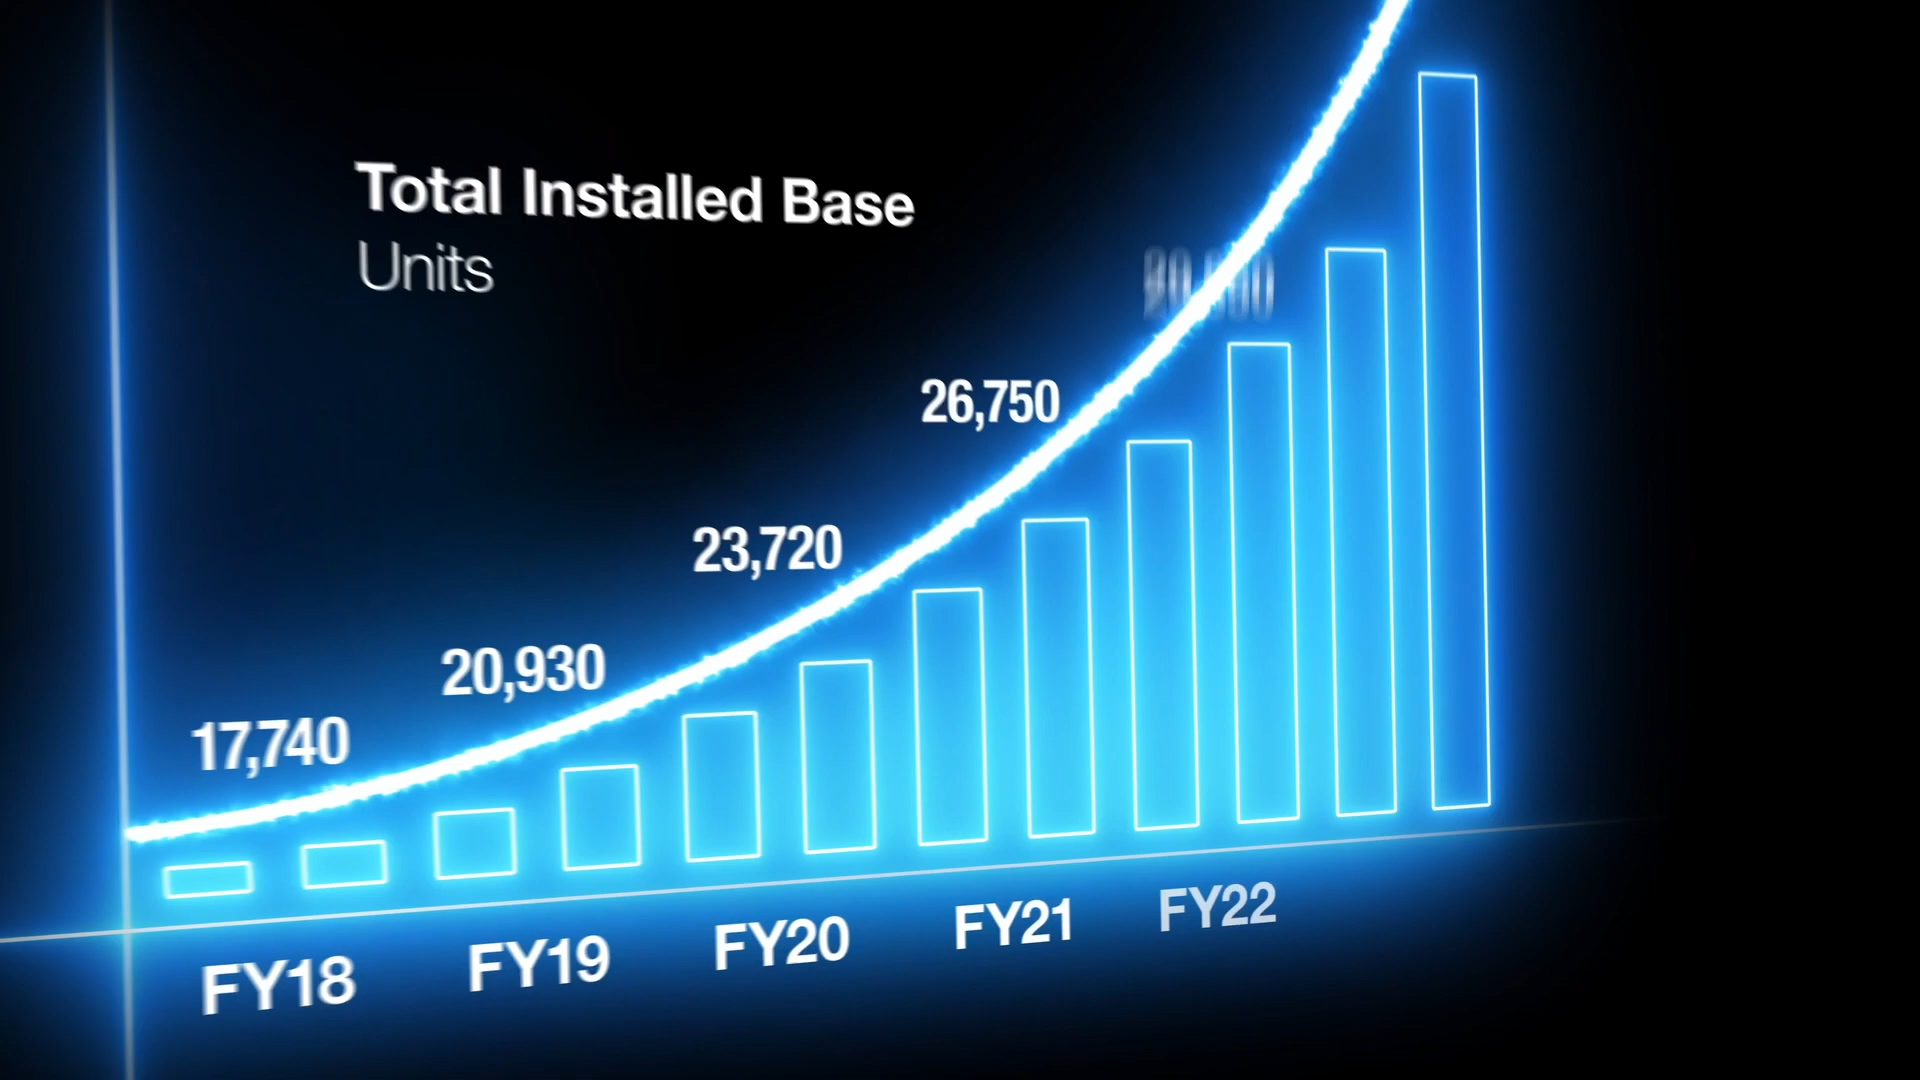 Total Installed Base
Units
26,750
23,720
20,930
17,740
FY18 FY19 FY20 FY21 FY22